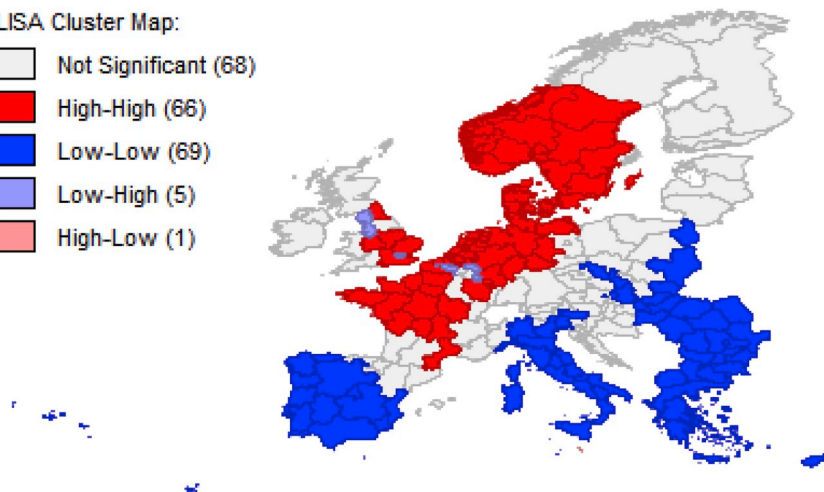 LISA Cluster Map:
Not Significant (68)
High-High (66)
Low-Low (69)
Low-High (5)
High-Low (1)